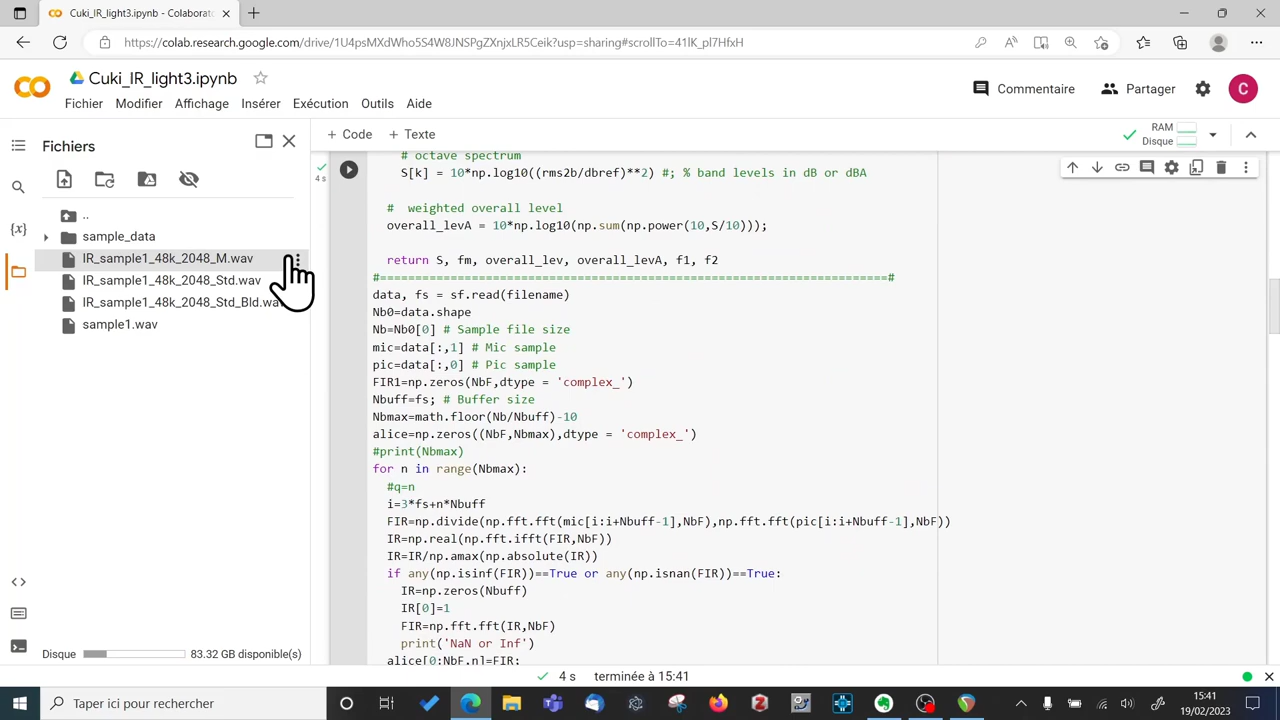 Cuki_IR_light3.ipynb - Colaborato
https://colab.research.google.com/drive/1U4psMXdWho5S4W8JNSPgZXnjxLR5Ceik?usp=sharing#scrollTo=41lK_pl7HfxH
Cuki_IR_light3.ipynb
Fichier Modifier Affichage Insérer Exécution Outils Aide
Commentaire
Partager
C
Fichiers
+ Code + Texte
RAM
Disque
..
sample_data
IR_sample1_48k_2048_M.wav
IR_sample1_48k_2048_Std.wav
IR_sample1_48k_2048_Std_Bld.wav
sample1.wav
{x}
<>
Disque 83.32 GB disponible(s)
4 s
# octave spectrum
S[k] = 10*np.log10((rms2b/dbref)**2) #; % band levels in dB or dBA
#  weighted overall level
overall_levA = 10*np.log10(np.sum(np.power(10,S/10)));
return S, fm, overall_lev, overall_levA, f1, f2
#=======================================================================#
data, fs = sf.read(filename)
Nb0=data.shape
Nb=Nb0[0] # Sample file size
mic=data[:,1] # Mic sample
pic=data[:,0] # Pic sample
FIR1=np.zeros(NbF,dtype = 'complex_')
Nbuff=fs; # Buffer size
Nbmax=math.floor(Nb/Nbuff)-10
alice=np.zeros((NbF,Nbmax),dtype = 'complex_')
#print(Nbmax)
for n in range(Nbmax):
#q=n
i=3*fs+n*Nbuff
FIR=np.divide(np.fft.fft(mic[i:i+Nbuff-1],NbF),np.fft.fft(pic[i:i+Nbuff-1],NbF))
IR=np.real(np.fft.ifft(FIR,NbF))
IR=IR/np.amax(np.absolute(IR))
if any(np.isinf(FIR))==True or any(np.isnan(FIR))==True:
IR=np.zeros(Nbuff)
IR[0]=1
FIR=np.fft.fft(IR,NbF)
print('NaN or Inf')
alice[0:NbF,n]=FIR;
4 s terminée à 15:41
Taper ici pour rechercher
15:41
19/02/2023